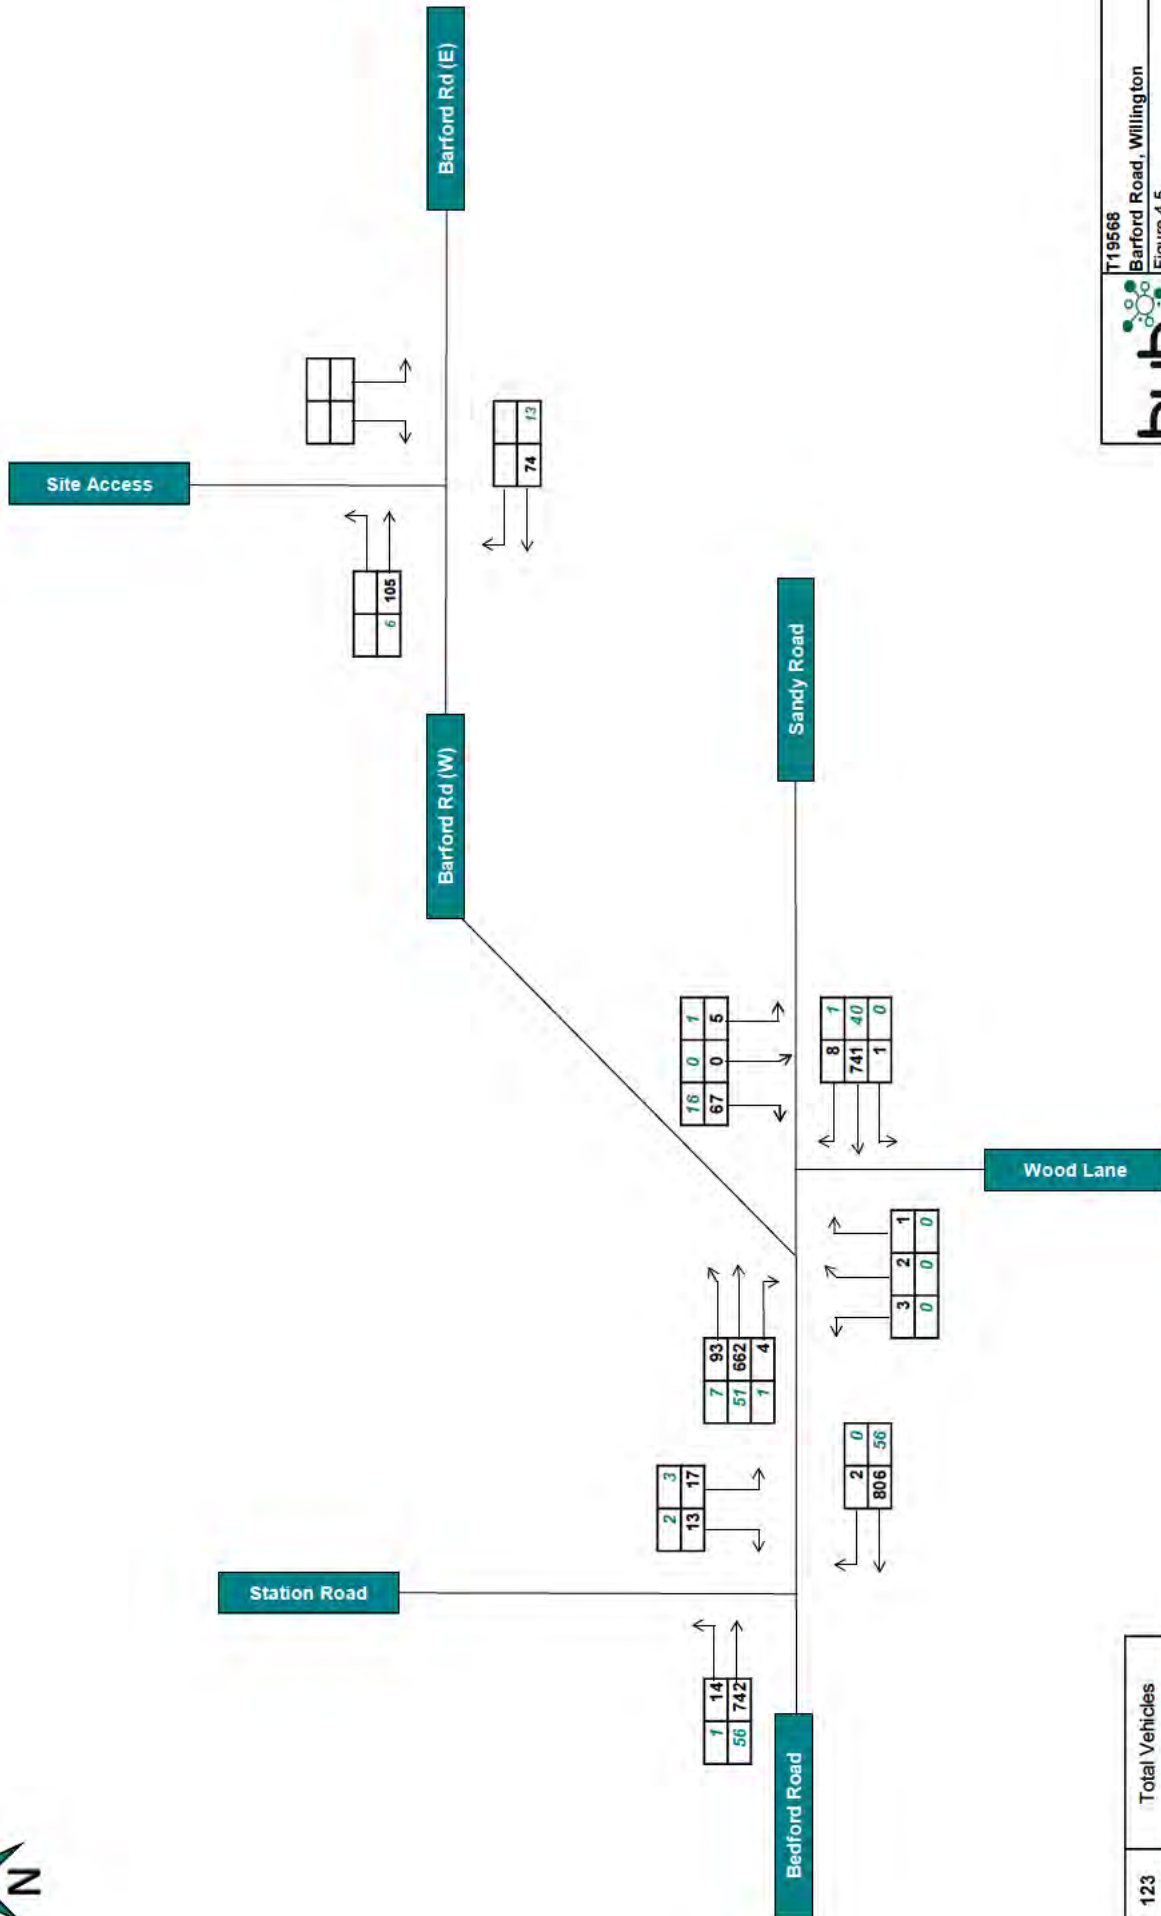 Barford Rd (E)
T19568
Barford Road, Willington
Site Access
13
74
6
105
Barford Rd (W)
Sandy Road
16 0 1
67 0 5
8 1
741 40
1 0
Wood Lane
7 93
51 662
1 4
3 2 1
0 0 0
2 3
13 17
2 0
806 56
Station Road
1 14
56 742
Bedford Road
123 Total Vehicles
N